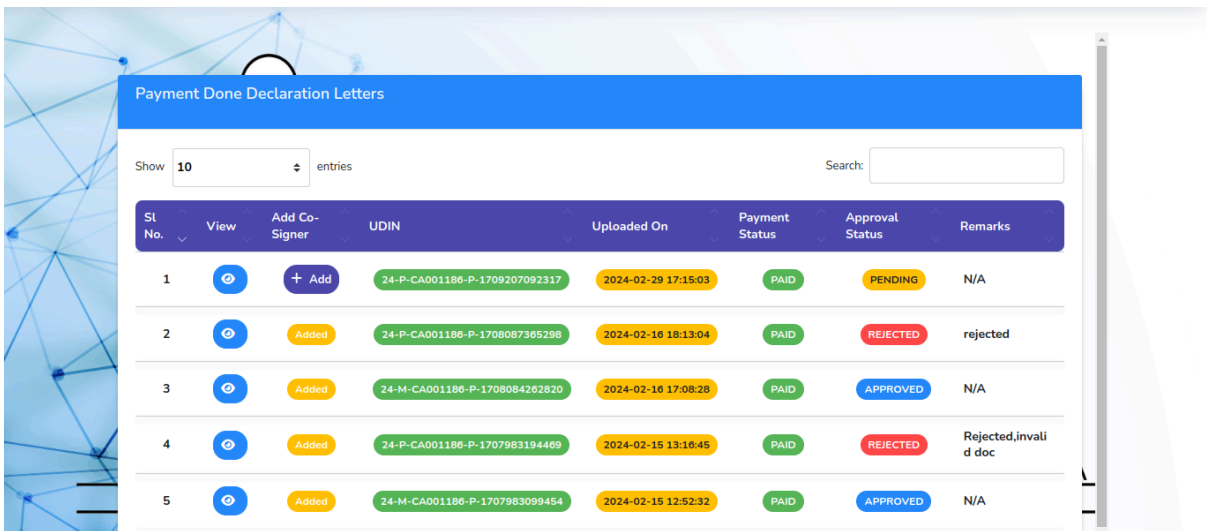 Payment Done Declaration Letters
Show 10 entries
Search:
Sl No. View Add Co-Signer UDIN Uploaded On Payment Status Approval Status Remarks
1 + Add 24-P-CA001186-P-1709207092317 2024-02-29 17:15:03 PAID PENDING N/A
2 Added 24-P-CA001186-P-1708087365298 2024-02-16 18:13:04 PAID REJECTED rejected
3 Added 24-M-CA001186-P-1708084262820 2024-02-16 17:08:28 PAID APPROVED N/A
4 Added 24-P-CA001186-P-1707983194469 2024-02-15 13:16:45 PAID REJECTED Rejected,invali
d doc
5 Added 24-M-CA001186-P-1707983099454 2024-02-15 12:52:32 PAID APPROVED N/A